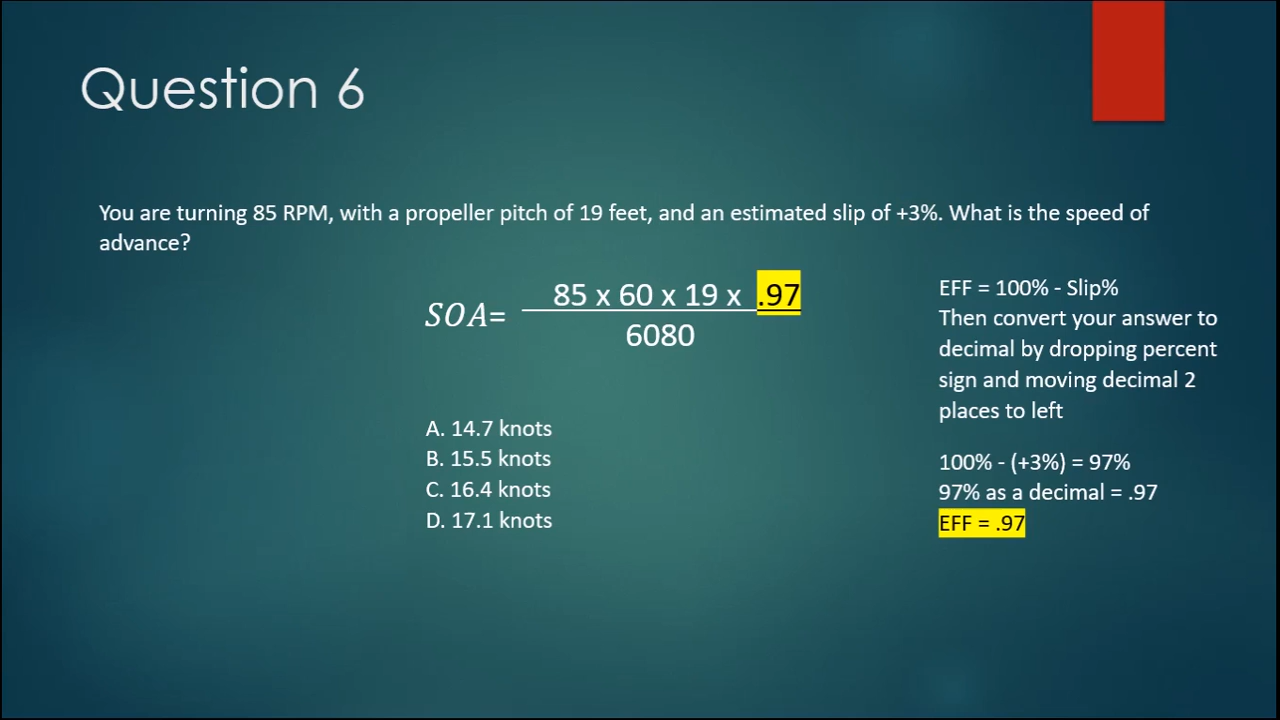 Question 6
You are turning 85 RPM, with a propeller pitch of 19 feet, and an estimated slip of +3%. What is the speed of
advance?
85 x 60 x 19 x .97
SOA=
6080
A. 14.7 knots
B. 15.5 knots
C. 16.4 knots
D. 17.1 knots
EFF = 100% - Slip%
Then convert your answer to
decimal by dropping percent
sign and moving decimal 2
places to left
100% - (+3%) = 97%
97% as a decimal = .97
EFF = .97